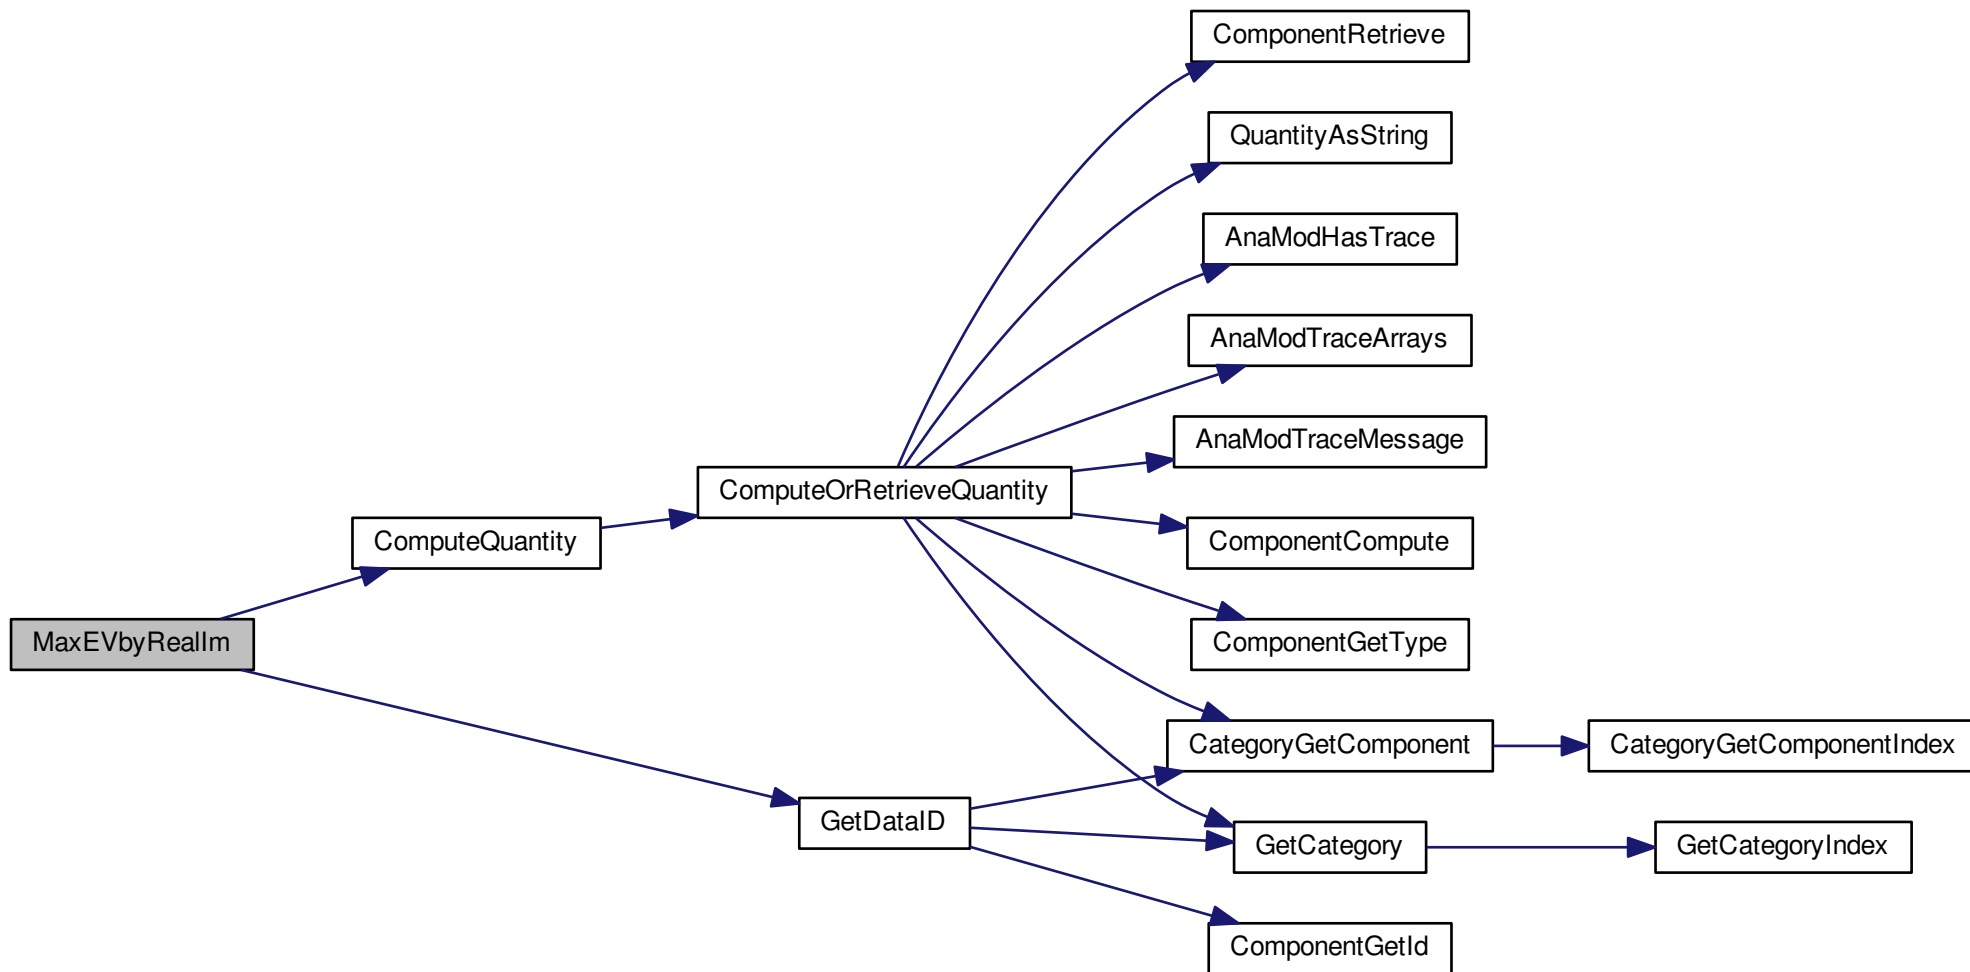 ComponentRetrieve
QuantityAsString
AnaModHasTrace
AnaModTraceArrays
AnaModTraceMessage
ComputeOrRetrieveQuantity
ComputeQuantity
ComponentCompute
MaxEVbyRealIm
ComponentGetType
CategoryGetComponent
CategoryGetComponentIndex
GetDataID
GetCategory
GetCategoryIndex
ComponentGetId